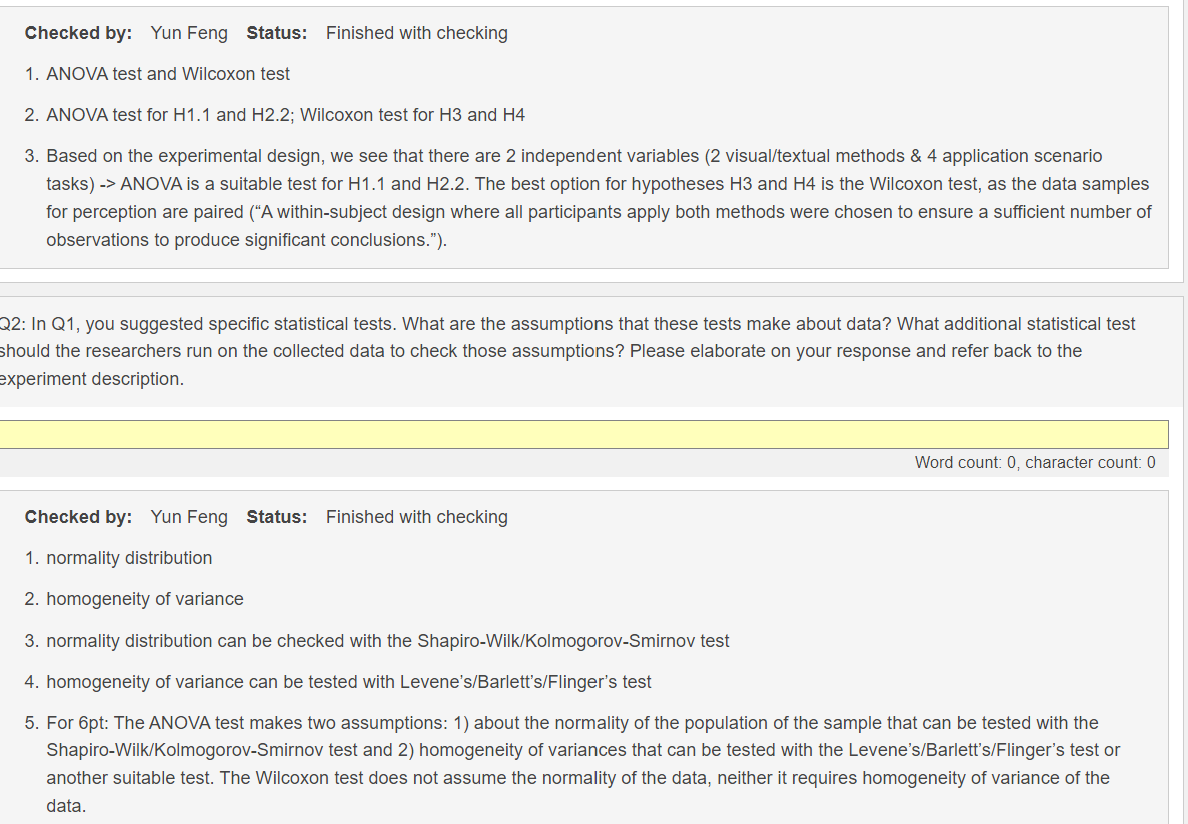 Checked by: Yun Feng Status: Finished with checking
1. ANOVA test and Wilcoxon test
2. ANOVA test for H1.1 and H2.2; Wilcoxon test for H3 and H4
3. Based on the experimental design, we see that there are 2 independent variables (2 visual/textual methods & 4 application scenario
tasks) -> ANOVA is a suitable test for H1.1 and H2.2. The best option for hypotheses H3 and H4 is the Wilcoxon test, as the data samples
for perception are paired (“A within-subject design where all participants apply both methods were chosen to ensure a sufficient number of
observations to produce significant conclusions.”).
Q2: In Q1, you suggested specific statistical tests. What are the assumptions that these tests make about data? What additional statistical test
should the researchers run on the collected data to check those assumptions? Please elaborate on your response and refer back to the
experiment description.
Word count: 0, character count: 0
Checked by: Yun Feng Status: Finished with checking
1. normality distribution
2. homogeneity of variance
3. normality distribution can be checked with the Shapiro-Wilk/Kolmogorov-Smirnov test
4. homogeneity of variance can be tested with Levene’s/Barlett’s/Flinger’s test
5. For 6pt: The ANOVA test makes two assumptions: 1) about the normality of the population of the sample that can be tested with the
Shapiro-Wilk/Kolmogorov-Smirnov test and 2) homogeneity of variances that can be tested with the Levene’s/Barlett’s/Flinger’s test or
another suitable test. The Wilcoxon test does not assume the normality of the data, neither it requires homogeneity of variance of the
data.